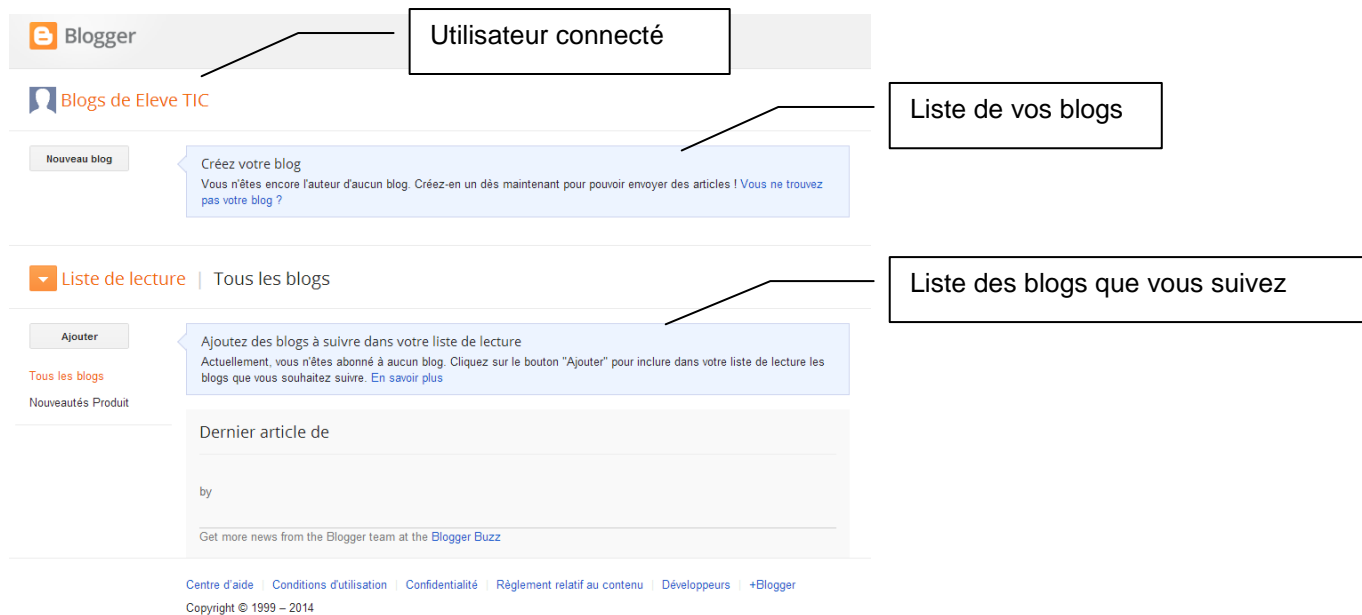 Blogger
Utilisateur connecté
Blogs de Eleve TIC
Liste de vos blogs
Nouveau blog
Créez votre blog
Vous n'êtes encore l'auteur d'aucun blog. Créez-en un dès maintenant pour pouvoir envoyer des articles ! Vous ne trouvez
pas votre blog ?
Liste de lecture | Tous les blogs
Liste des blogs que vous suivez
Ajouter
Ajoutez des blogs à suivre dans votre liste de lecture
Actuellement, vous n'êtes abonné à aucun blog. Cliquez sur le bouton "Ajouter" pour inclure dans votre liste de lecture les
blogs que vous souhaitez suivre. En savoir plus
Tous les blogs
Nouveautés Produit
Dernier article de
by
Get more news from the Blogger team at the Blogger Buzz
Centre d'aide | Conditions d'utilisation | Confidentialité | Règlement relatif au contenu | Développeurs | +Blogger
Copyright © 1999 – 2014